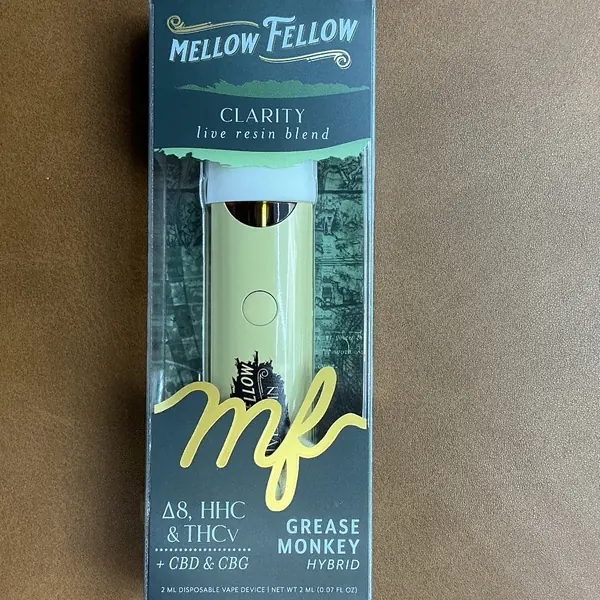 MELLOW FELLOW
CLARITY
live resin blend
mf
Δ8, HHC
& THCv
+ CBD & CBG
GREASE
MONKEY
HYBRID
2 ML DISPOSABLE VAPE DEVICE | NET WT 2 ML (0.07 FL OZ)